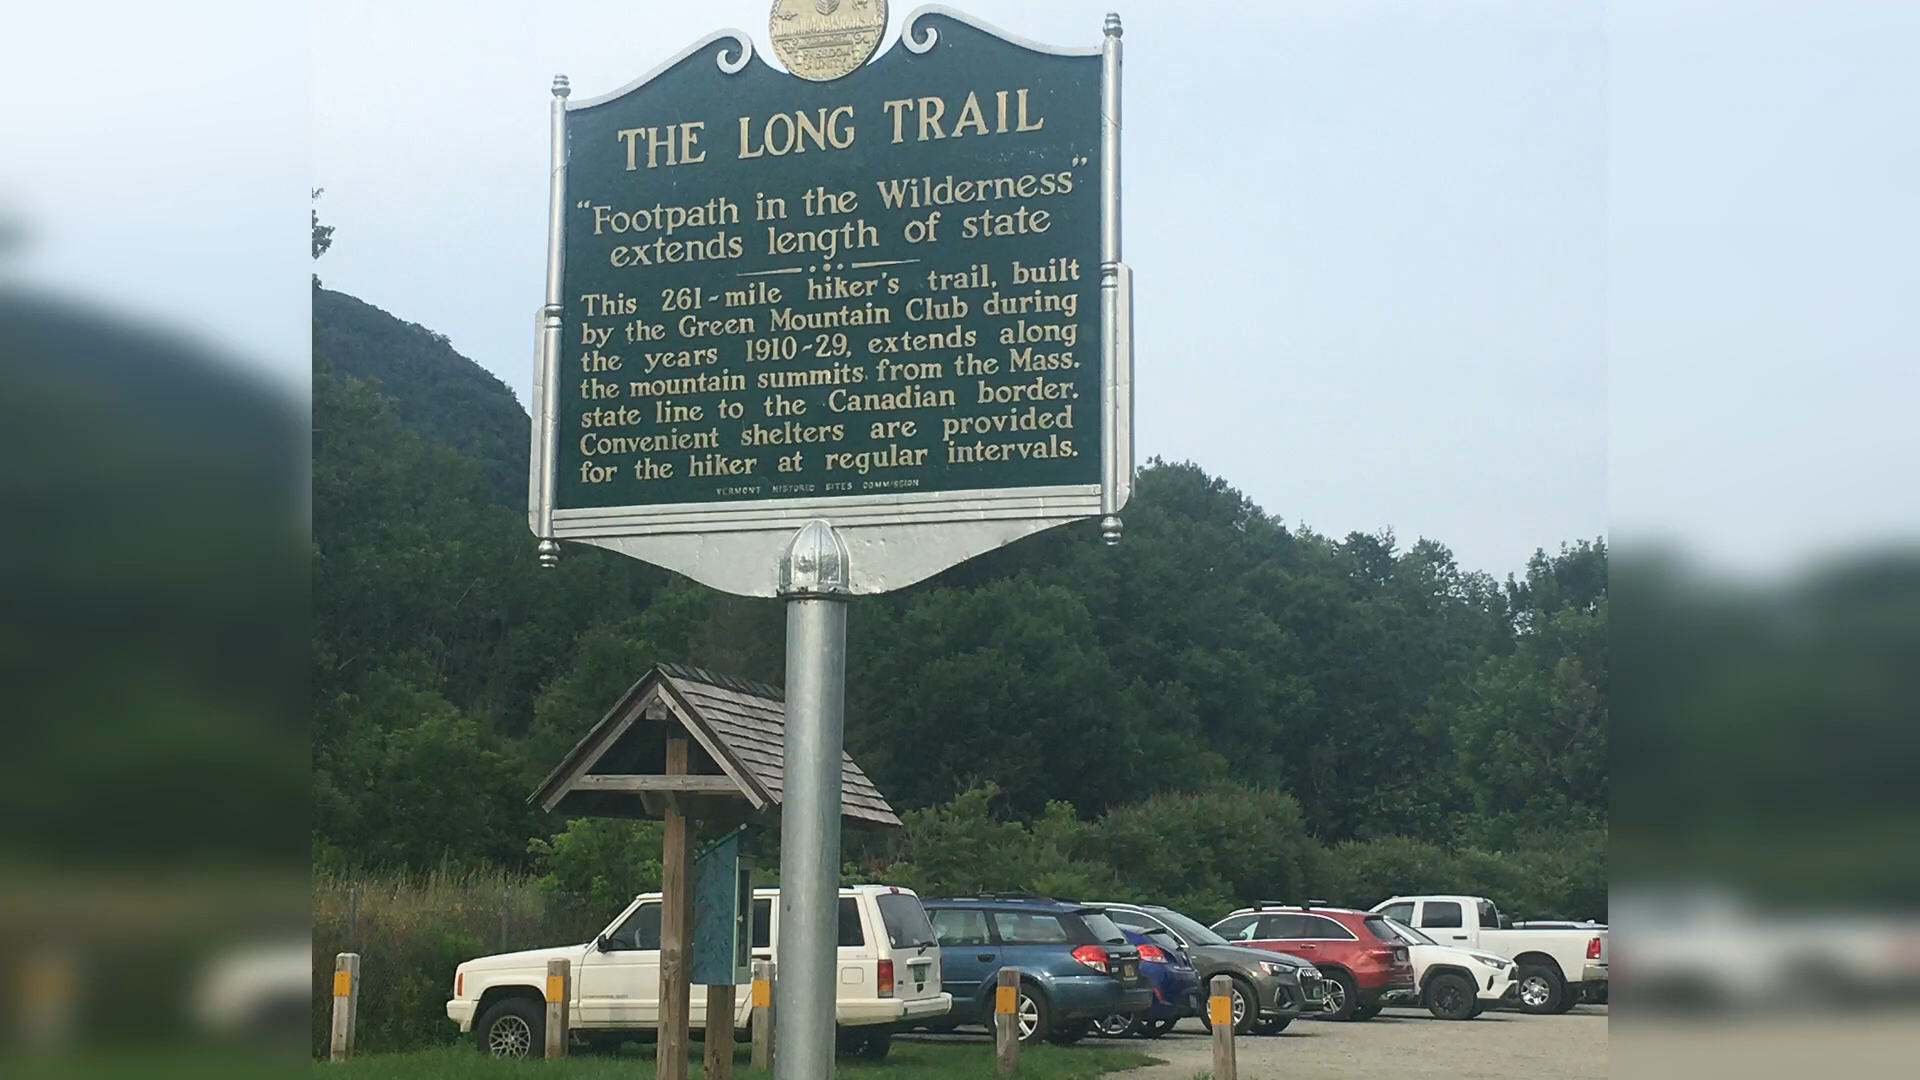 FREEDOM
& UNITY
THE LONG TRAIL
“Footpath in the Wilderness”
extends length of state
This 261-mile hiker's trail, built
by the Green Mountain Club during
the years 1910-29, extends along
the mountain summits from the Mass.
state line to the Canadian border.
Convenient shelters are provided
for the hiker at regular intervals.
VERMONT HISTORIC SITES COMMISSION